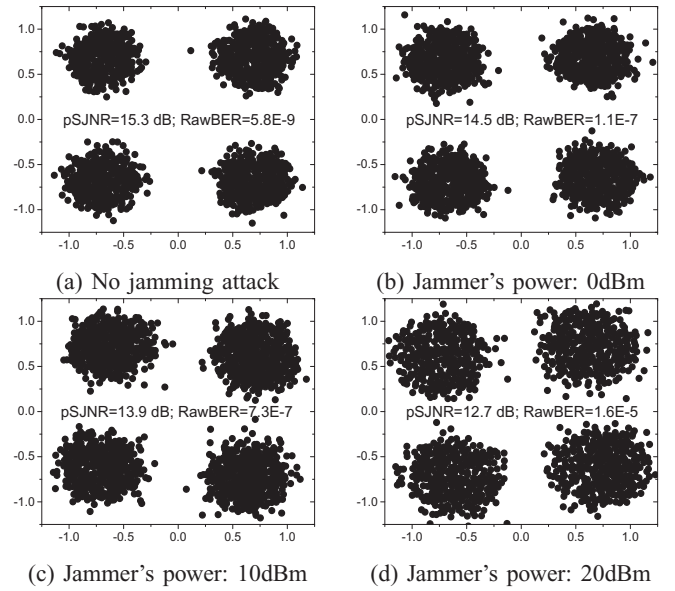 1.0
0.5
0.0
-0.5
-1.0
pSJNR=15.3 dB; RawBER=5.8E-9
-1.0 -0.5 0.0 0.5 1.0
(a) No jamming attack
1.0
0.5
0.0
-0.5
-1.0
pSJNR=14.5 dB; RawBER=1.1E-7
-1.0 -0.5 0.0 0.5 1.0
(b) Jammer's power: 0dBm
1.0
0.5
0.0
-0.5
-1.0
pSJNR=13.9 dB; RawBER=7.3E-7
-1.0 -0.5 0.0 0.5 1.0
(c) Jammer's power: 10dBm
1.0
0.5
0.0
-0.5
-1.0
pSJNR=12.7 dB; RawBER=1.6E-5
-1.0 -0.5 0.0 0.5 1.0
(d) Jammer's power: 20dBm